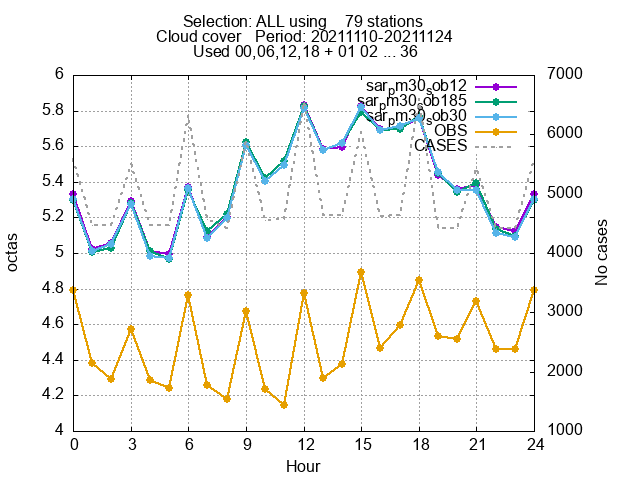 Selection: ALL using    79 stations
Cloud cover   Period: 20211110-20211124
Used 00,06,12,18 + 01 02 ... 36
6
5.8
5.6
5.4
5.2
5
4.8
4.6
4.4
4.2
4
octas
sarpm30sob12
sarpm30sob185
sarpm30sob30
OBS
CASES
7000
6000
5000
4000
3000
2000
1000
No cases
0 3 6 9 12 15 18 21 24
Hour